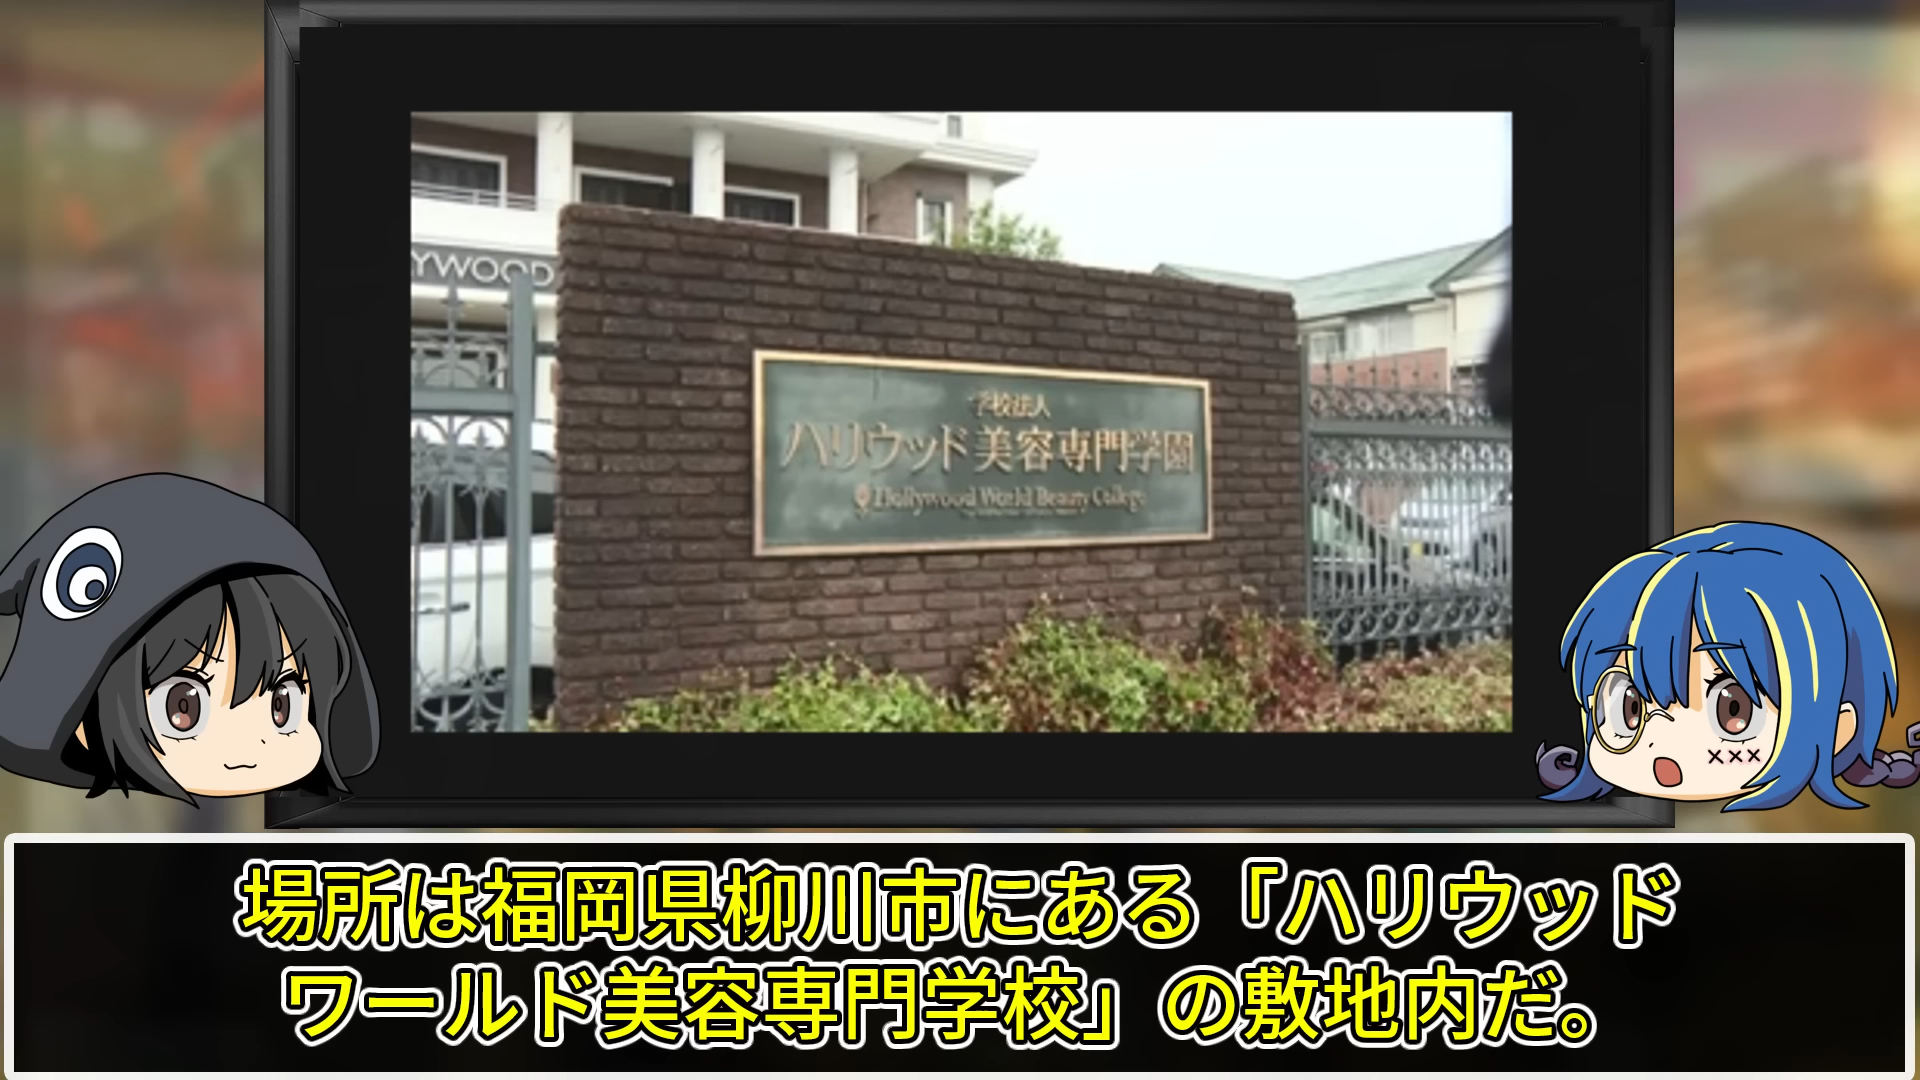 YWOOD
学校法人
ハリウッド美容専門学園
Hollywood World Beauty College
場所は福岡県柳川市にある「ハリウッド
ワールド美容専門学校」の敷地内だ。